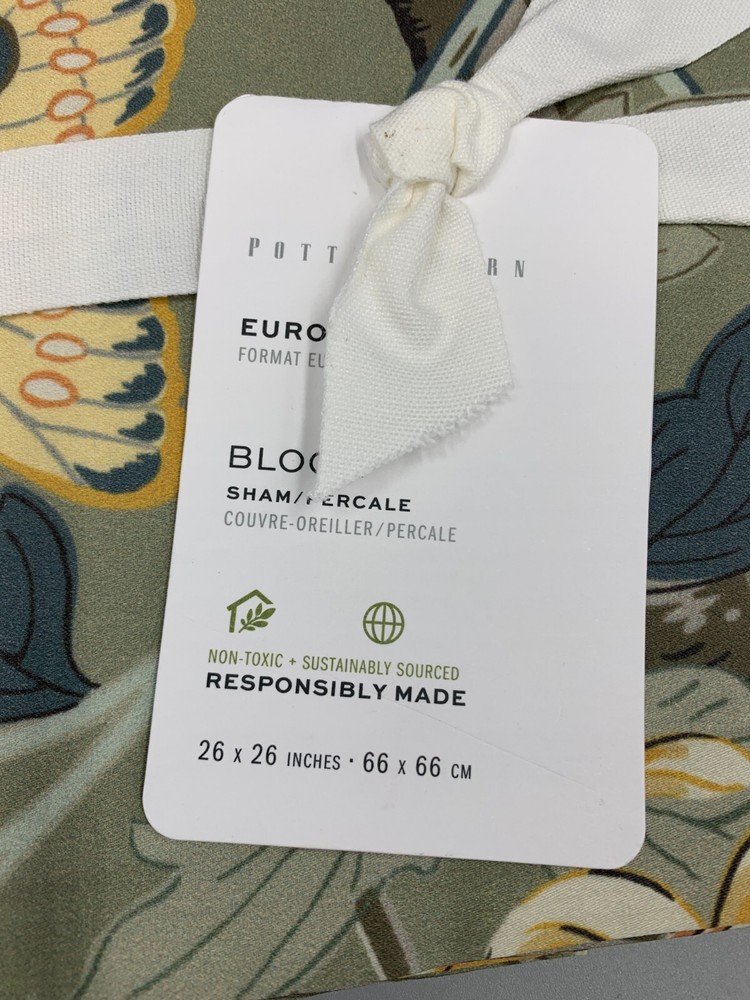 POTT RN
EURO
FORMAT EU
BLOO
SHAM/PERCALE
COUVRE-OREILLER/PERCALE
NON-TOXIC + SUSTAINABLY SOURCED
RESPONSIBLY MADE
26 x 26 INCHES · 66 x 66 CM